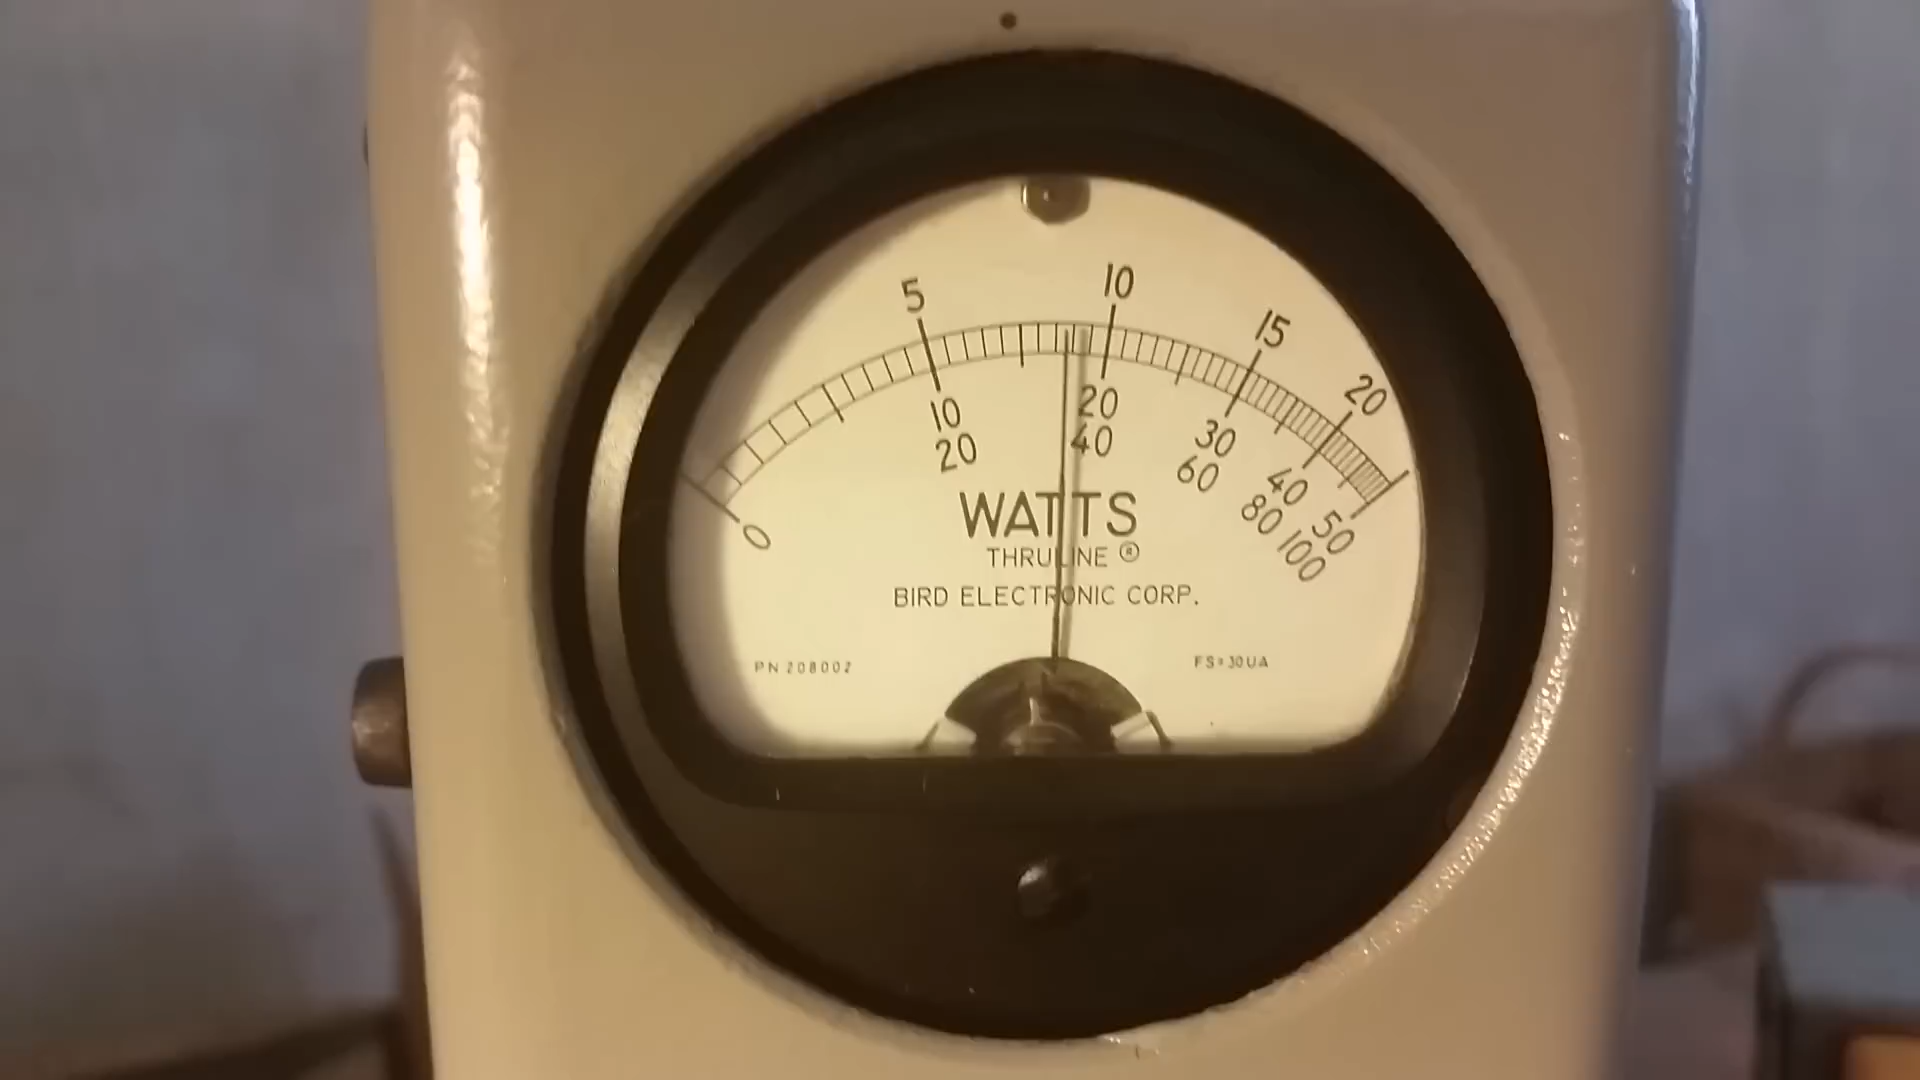 5 10 15 20
10 20 30 40 50
0 20 40 60 80 100
WATTS
THRULINE ®
BIRD ELECTRONIC CORP.
PN 208002 FS=30UA